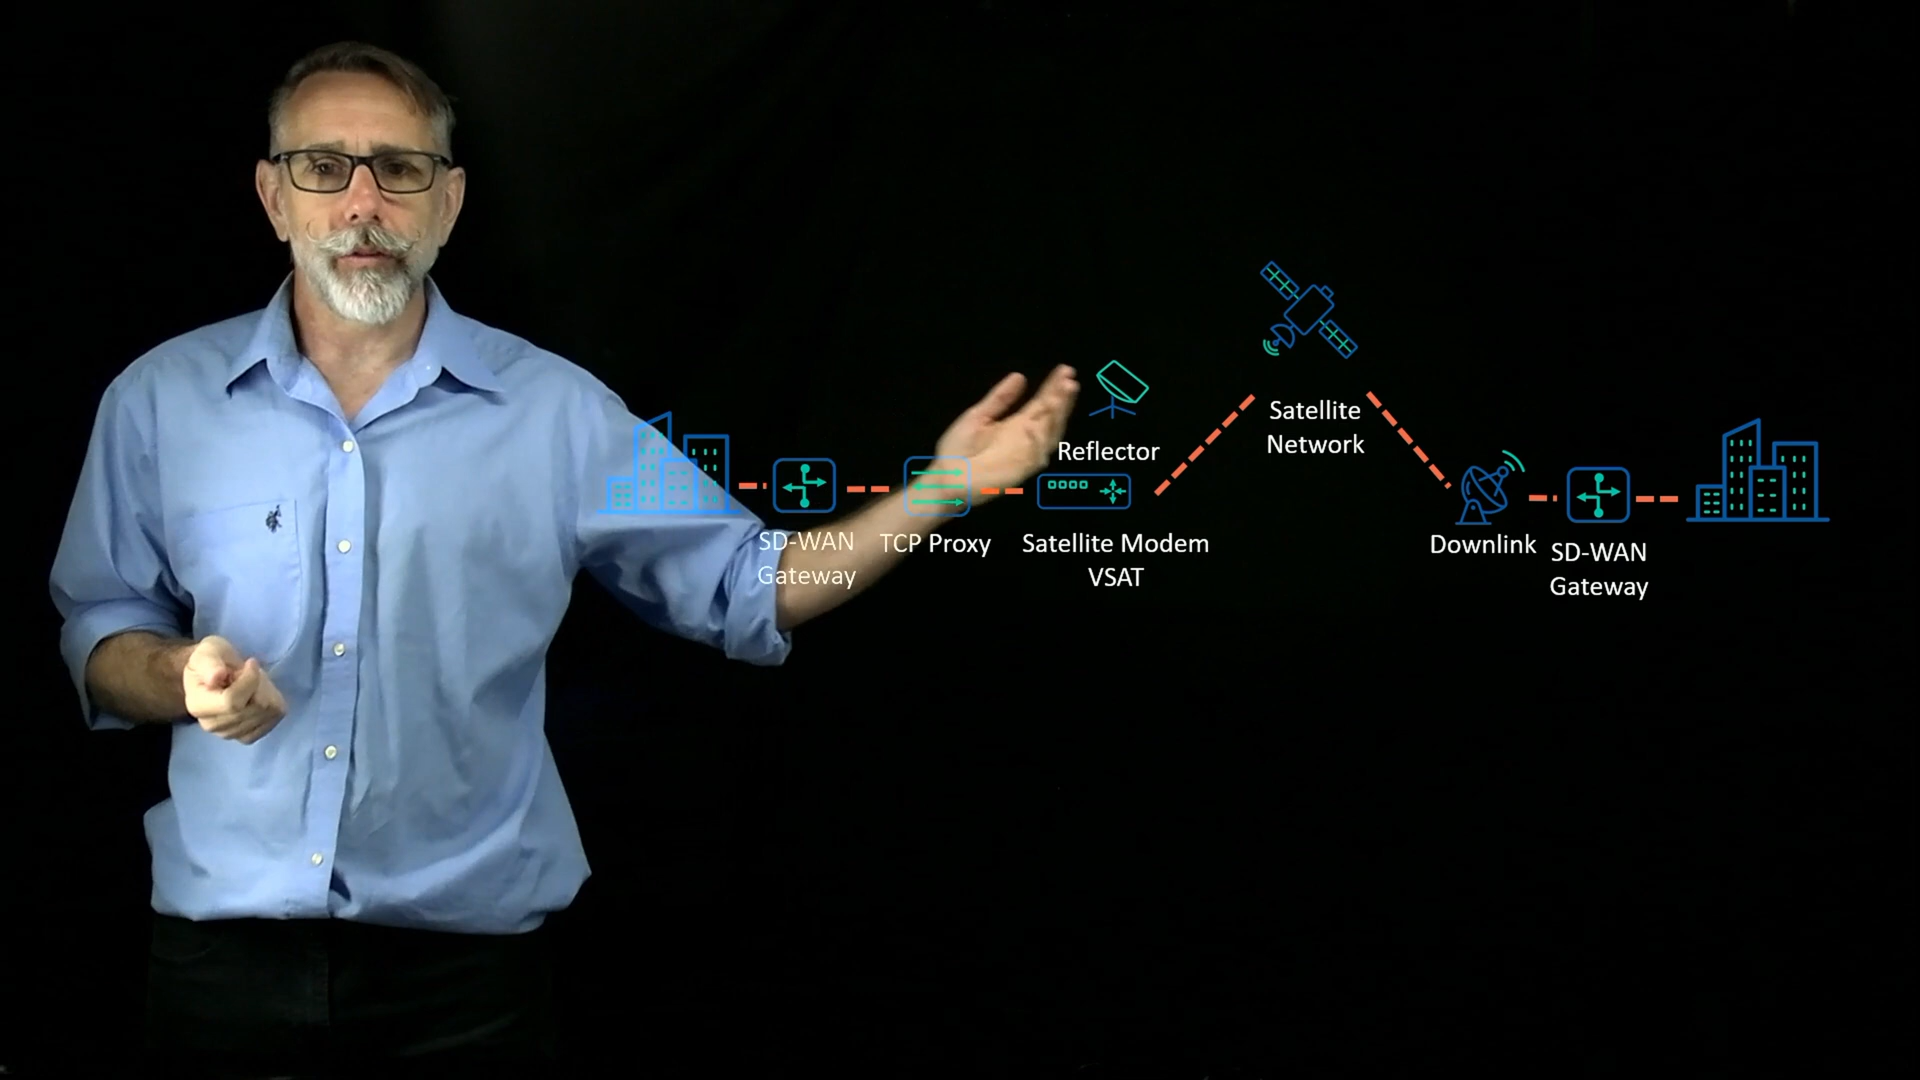 Reflector
SD-WAN
Gateway
TCP Proxy
Satellite Modem
VSAT
Satellite
Network
Downlink
SD-WAN
Gateway